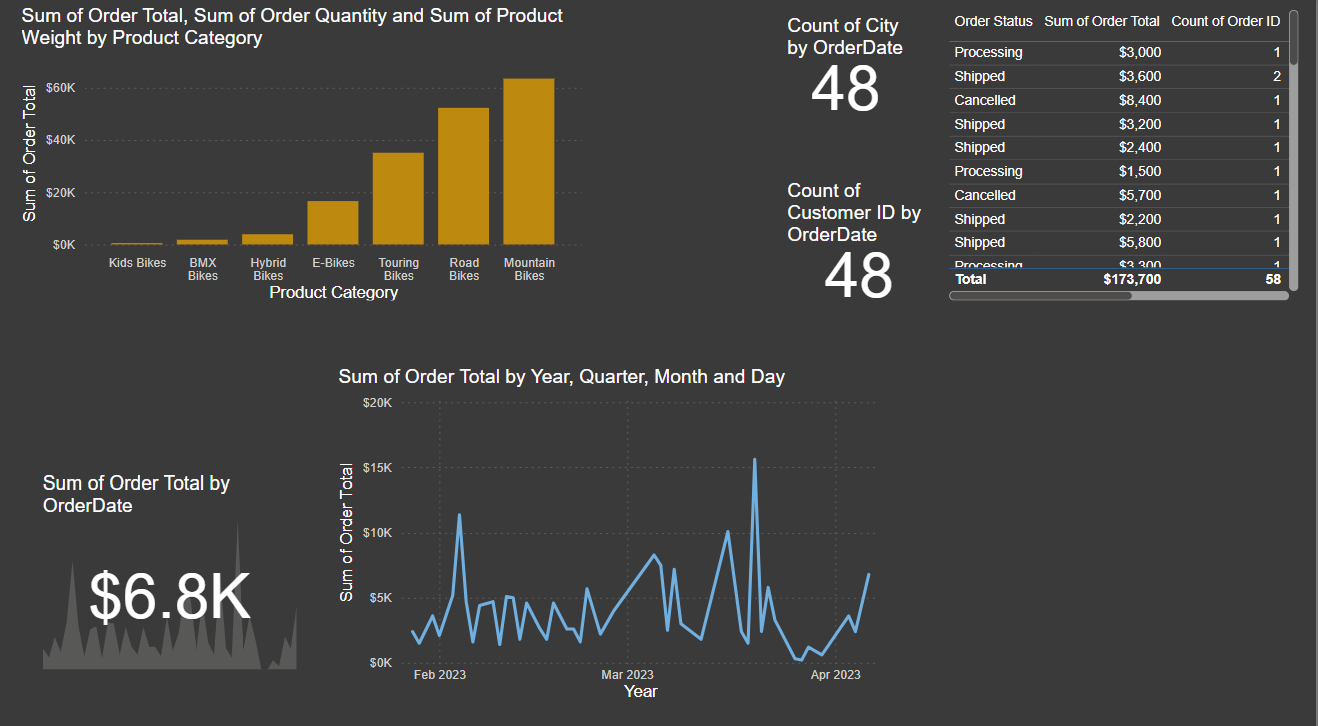 Sum of Order Total, Sum of Order Quantity and Sum of Product
Weight by Product Category
Sum of Order Total
$60K
$40K
$20K
$0K
Kids Bikes
BMX
Bikes
Hybrid
Bikes
E-Bikes
Touring
Bikes
Road
Bikes
Mountain
Bikes
Product Category
Count of City
by OrderDate
48
Count of
Customer ID by
OrderDate
48
Order Status Sum of Order Total Count of Order ID
Processing $3,000 1
Shipped $3,600 2
Cancelled $8,400 1
Shipped $3,200 1
Shipped $2,400 1
Processing $1,500 1
Cancelled $5,700 1
Shipped $2,200 1
Shipped $5,800 1
Processing $3,300 1
Total $173,700 58
Sum of Order Total by
OrderDate
$6.8K
Sum of Order Total by Year, Quarter, Month and Day
Sum of Order Total
$20K
$15K
$10K
$5K
$0K
Feb 2023
Mar 2023
Apr 2023
Year